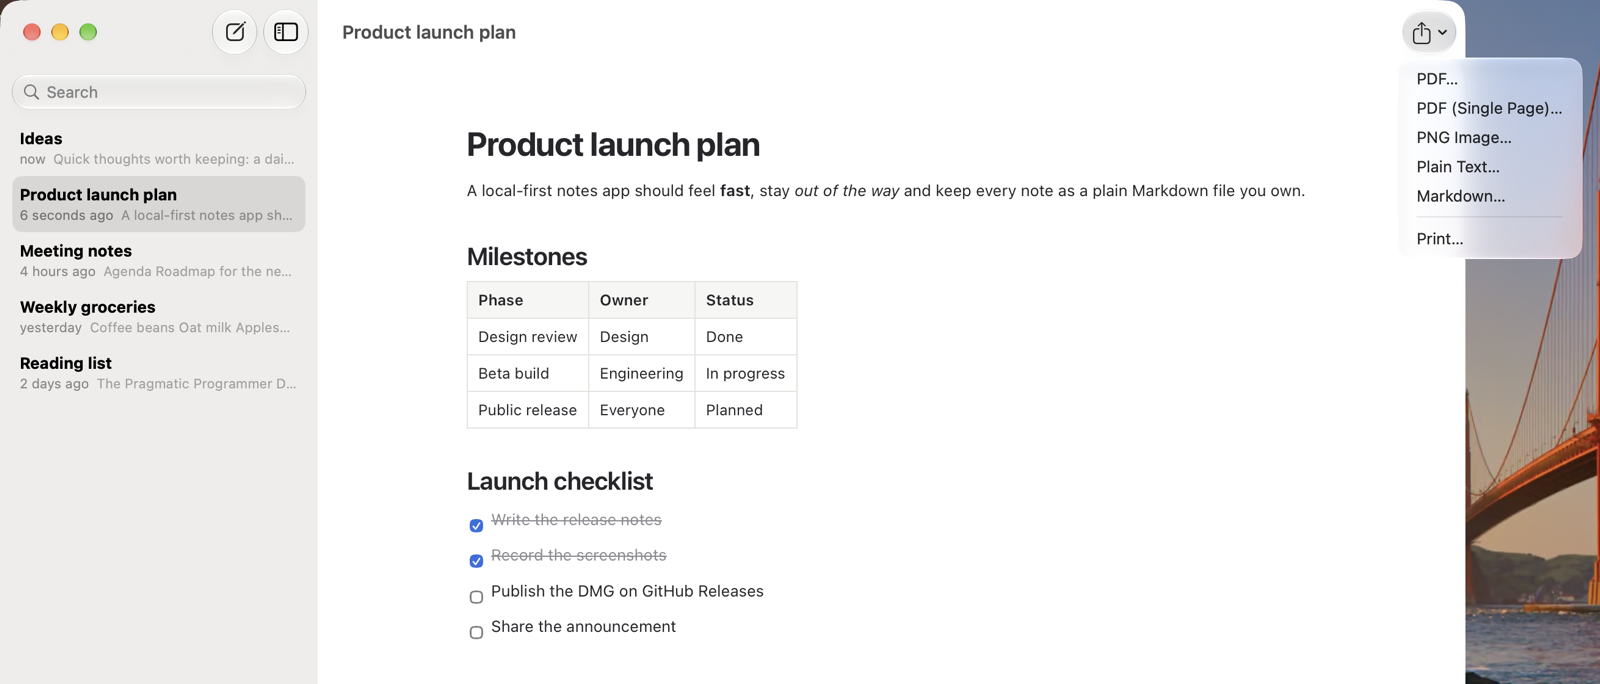 Product launch plan
Search
Ideas
now Quick thoughts worth keeping: a dai...
Product launch plan
6 seconds ago A local-first notes app sh...
Meeting notes
4 hours ago Agenda Roadmap for the ne...
Weekly groceries
yesterday Coffee beans Oat milk Apples...
Reading list
2 days ago The Pragmatic Programmer D...
Product launch plan
A local-first notes app should feel fast, stay out of the way and keep every note as a plain Markdown file you own.
Milestones
Phase Owner Status
Design review Design Done
Beta build Engineering In progress
Public release Everyone Planned
Launch checklist
Write the release notes
Record the screenshots
Publish the DMG on GitHub Releases
Share the announcement
PDF...
PDF (Single Page)...
PNG Image...
Plain Text...
Markdown...
Print...